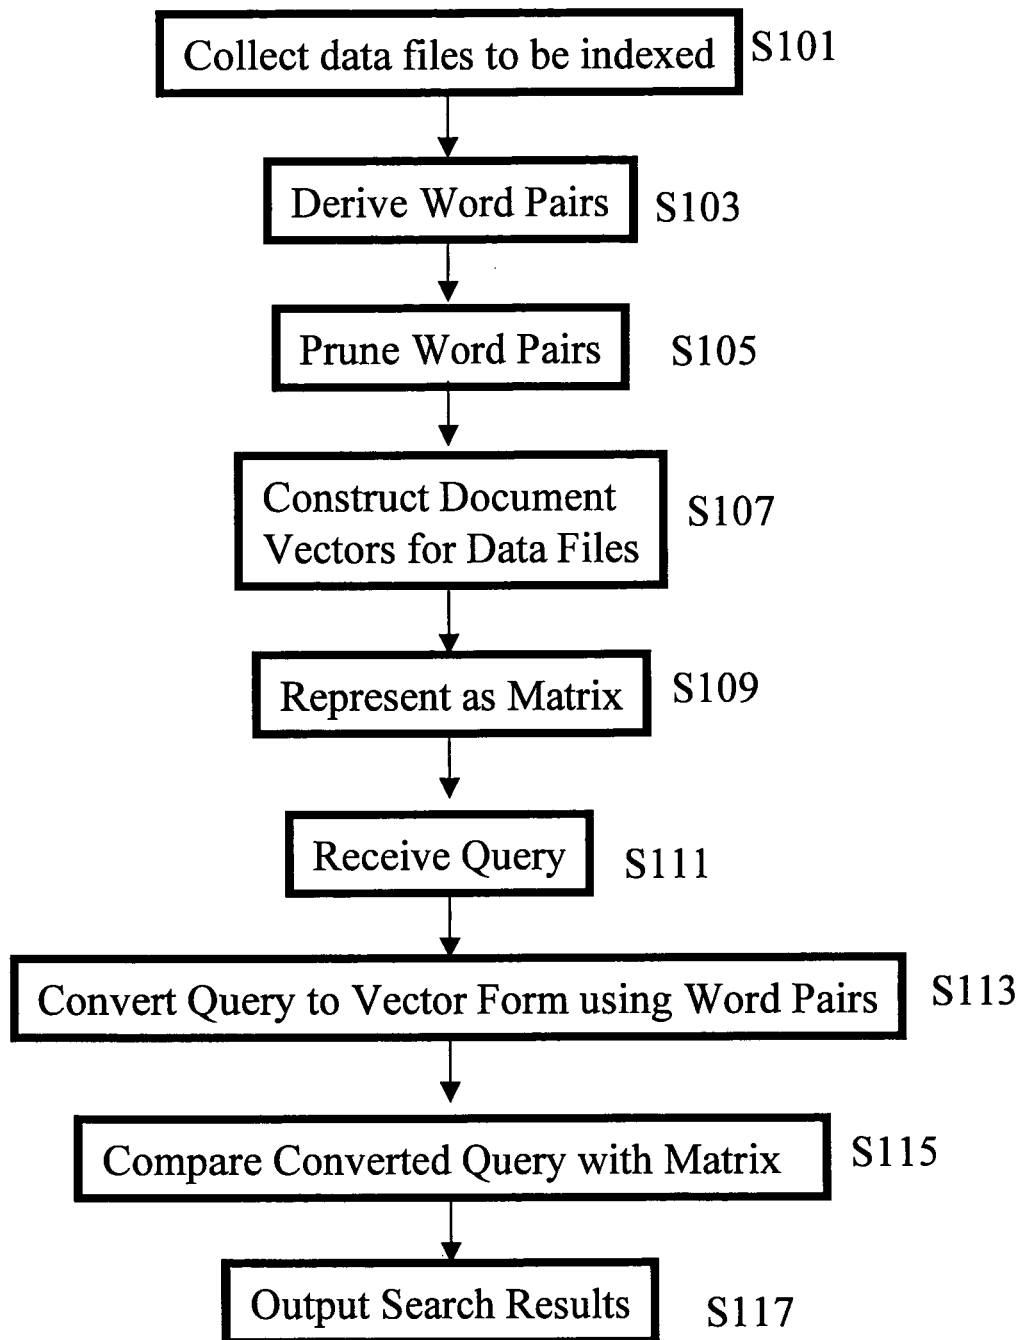 Collect data files to be indexed S101
Derive Word Pairs S103
Prune Word Pairs S105
Construct Document
Vectors for Data Files S107
Represent as Matrix S109
Receive Query S111
Convert Query to Vector Form using Word Pairs S113
Compare Converted Query with Matrix S115
Output Search Results S117